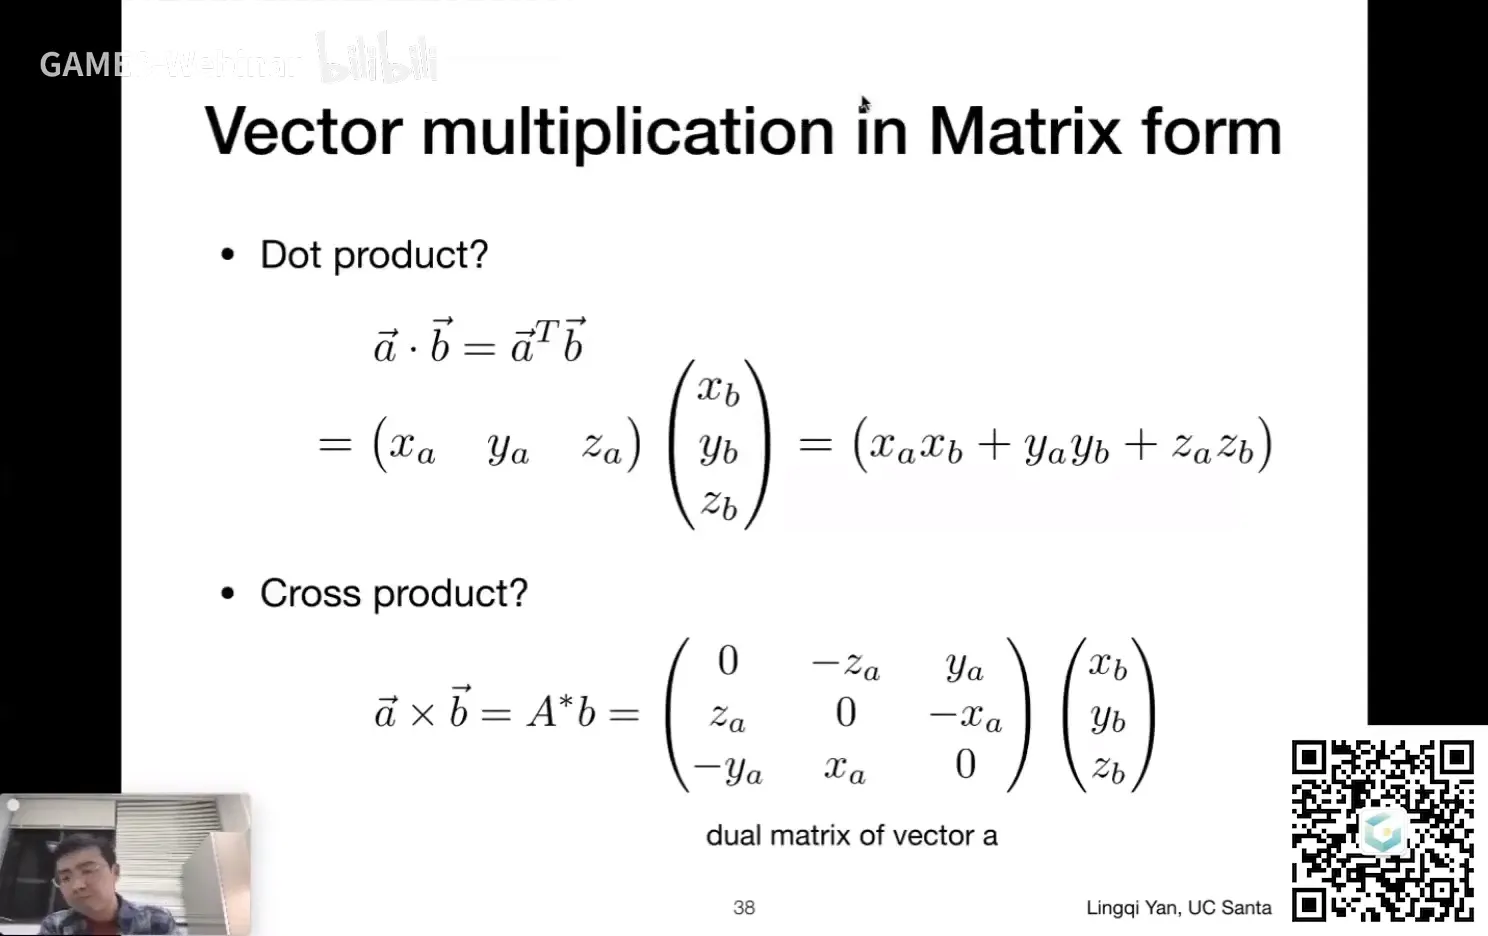 GAMES-Webinar bilibili
Vector multiplication in Matrix form
• Dot product?
\vec{a} \cdot \vec{b} = \vec{a}^T \vec{b}
= \begin{pmatrix} x_a & y_a & z_a \end{pmatrix} \begin{pmatrix} x_b \\ y_b \\ z_b \end{pmatrix} = \begin{pmatrix} x_a x_b + y_a y_b + z_a z_b \end{pmatrix}
• Cross product?
\vec{a} \times \vec{b} = A^* b = \begin{pmatrix} 0 & -z_a & y_a \\ z_a & 0 & -x_a \\ -y_a & x_a & 0 \end{pmatrix} \begin{pmatrix} x_b \\ y_b \\ z_b \end{pmatrix}
dual matrix of vector a
38
Lingqi Yan, UC Santa